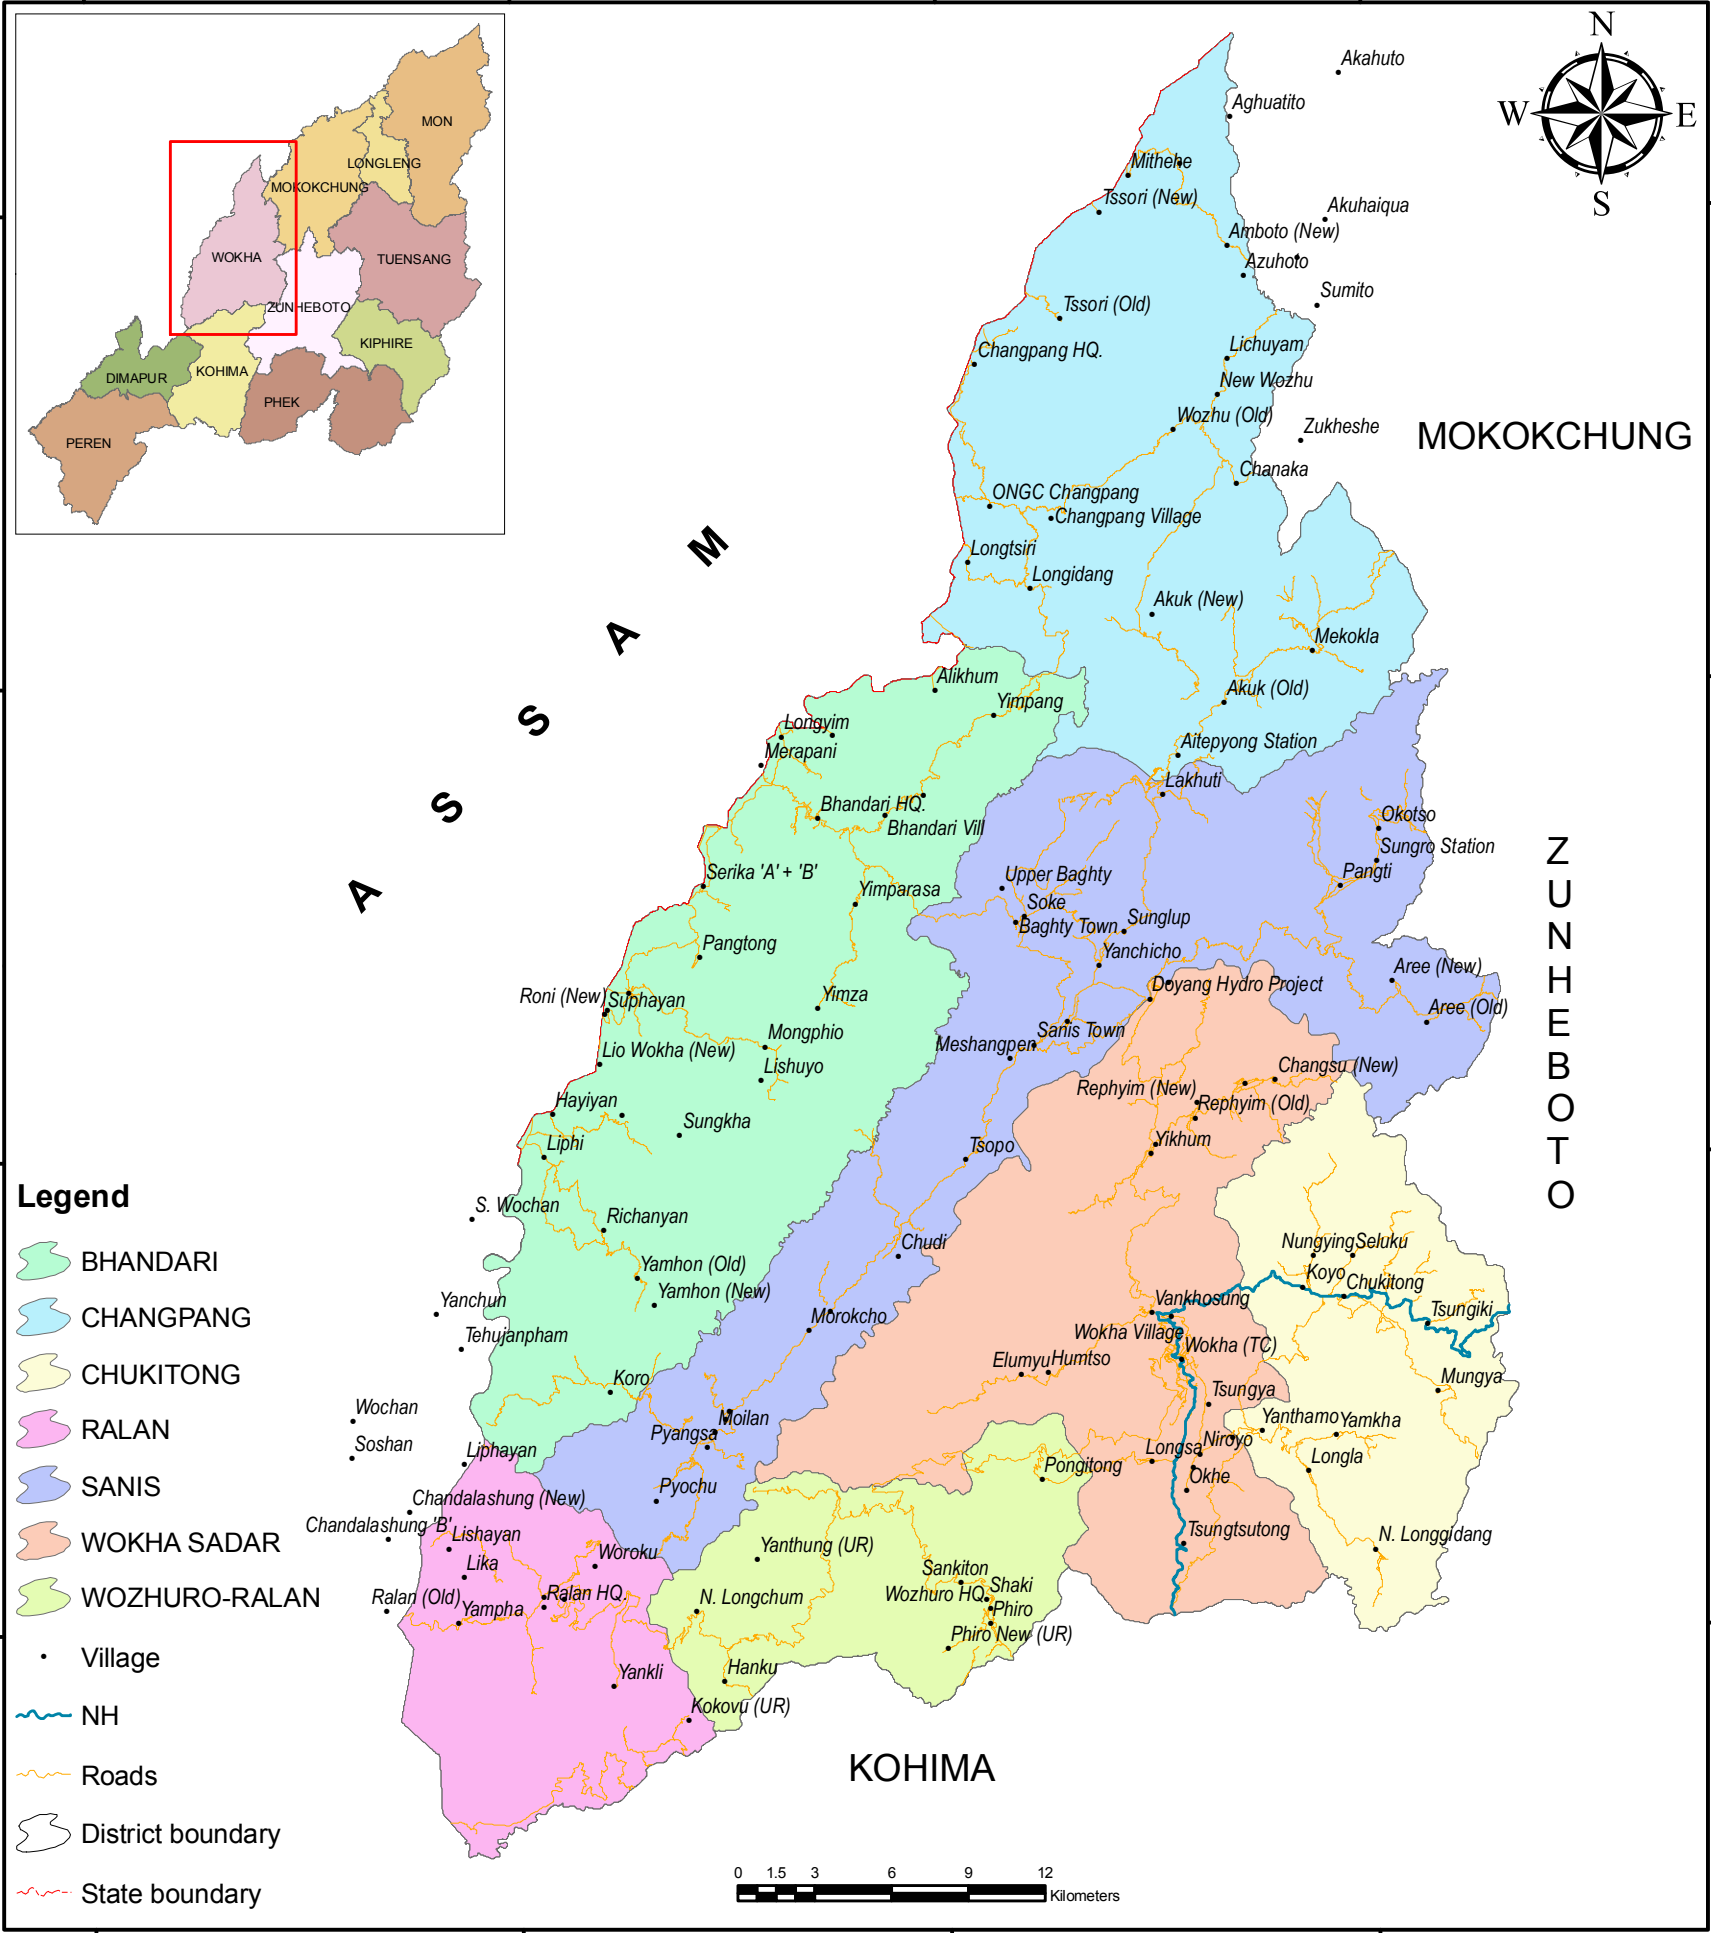 N
W
E
S
MON
LONGLENG
MOKOKCHUNG
WOKHA
TUENSANG
ZUNHEBOTO
KIPHIRE
DIMAPUR
KOHIMA
PHEK
PEREN
Akahuto
Aghuatito
Mithehe
Tssori (New)
Akuhaiqua
Amboto (New)
Azuhoto
Sumito
Tssori (Old)
Lichuyam
Changpang HQ.
New Wozhu
Wozhu (Old)
Zukheshe
MOKOKCHUNG
Chanaka
ONGC Changpang
Changpang Village
Longtsiri
Longidang
Akuk (New)
Mekokla
Akuk (Old)
Aitepyong Station
ASSAM
Alikhum
Yimpang
Longyim
Merapani
Lakhuti
Bhandari HQ.
Bhandari Vill
Okotso
Sungro Station
Pangti
Serika 'A' + 'B'
Yimparasa
Upper Baghty
Soke
Baghty Town
Sunglup
Yanchicho
Pangtong
Aree (New)
Aree (Old)
Doyang Hydro Project
Roni (New)
Suphayan
Yimza
Sanis Town
Meshangpen
Mongphio
Lio Wokha (New)
Lishuyo
Changsu (New)
Rephyim (New)
Rephyim (Old)
Hayiyan
Sungkha
Yikhum
Liphi
Tsopo
ZUNHEBOTO
S. Wochan
Richanyan
Chudi
Nungying
Seluku
Yamhon (Old)
Koyo
Chukitong
Yamhon (New)
Yanchun
Vankhosung
Tsungiki
Morokcho
Tehujanpham
Wokha Village
Wokha (TC)
Elumyu
Humtso
Koro
Tsungya
Mungya
Wochan
Moilan
Yanthamo
Yamkha
Pyangsa
Niroyo
Soshan
Liphayan
Longsa
Longla
Pongitong
Okhe
Pyochu
Chandalashung (New)
Chandalashung 'B'
Lishayan
Tsungtsutong
N. Longgidang
Yanthung (UR)
Woroku
Lika
Sankiton
Shaki
Wozhuro HQ.
Ralan (Old)
Ralan HQ.
N. Longchum
Yampha
Phiro
Phiro New (UR)
Yankli
Hanku
Kokovu (UR)
KOHIMA
Legend
BHANDARI
CHANGPANG
CHUKITONG
RALAN
SANIS
WOKHA SADAR
WOZHURO-RALAN
Village
NH
Roads
District boundary
State boundary
0 1.5 3 6 9 12
Kilometers